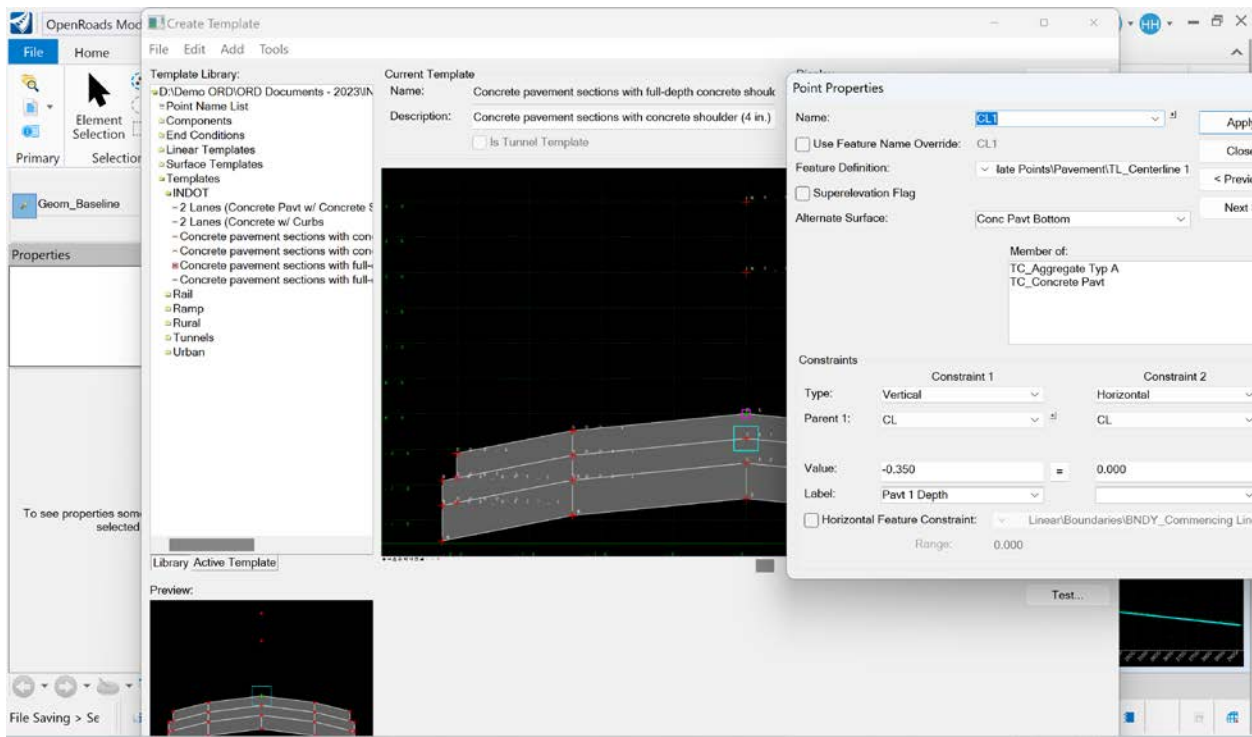 OpenRoads Mod
Create Template
HH
File Home
File Edit Add Tools
Element
Selection
Primary Selection
Geom_Baseline
Properties
To see properties som
selected
Template Library:
D:\Demo ORD\ORD Documents - 2023\IN
Point Name List
Components
End Conditions
Linear Templates
Surface Templates
Templates
INDOT
2 Lanes (Concrete Pavt w/ Concrete S
2 Lanes (Concrete w/ Curbs
Concrete pavement sections with con
Concrete pavement sections with con
Concrete pavement sections with full-
Concrete pavement sections with full-
Rail
Ramp
Rural
Tunnels
Urban
Library Active Template
Preview:
Current Template
Name: Concrete pavement sections with full-depth concrete shoul
Description: Concrete pavement sections with concrete shoulder (4 in.)
Is Tunnel Template
Point Properties
Name: CL1
Apply
Use Feature Name Override: CL1
Close
Feature Definition: late Points\Pavement\TL_Centerline 1
< Previo
Superelevation Flag
Next
Alternate Surface: Conc Pavt Bottom
Member of:
TC_Aggregate Typ A
TC_Concrete Pavt
Constraints
Constraint 1 Constraint 2
Type: Vertical Horizontal
Parent 1: CL CL
Value: -0.350 = 0.000
Label: Pavt 1 Depth
Horizontal Feature Constraint: Linear\Boundaries\BNDY_Commencing Lin
Range: 0.000
Test...
File Saving > Se